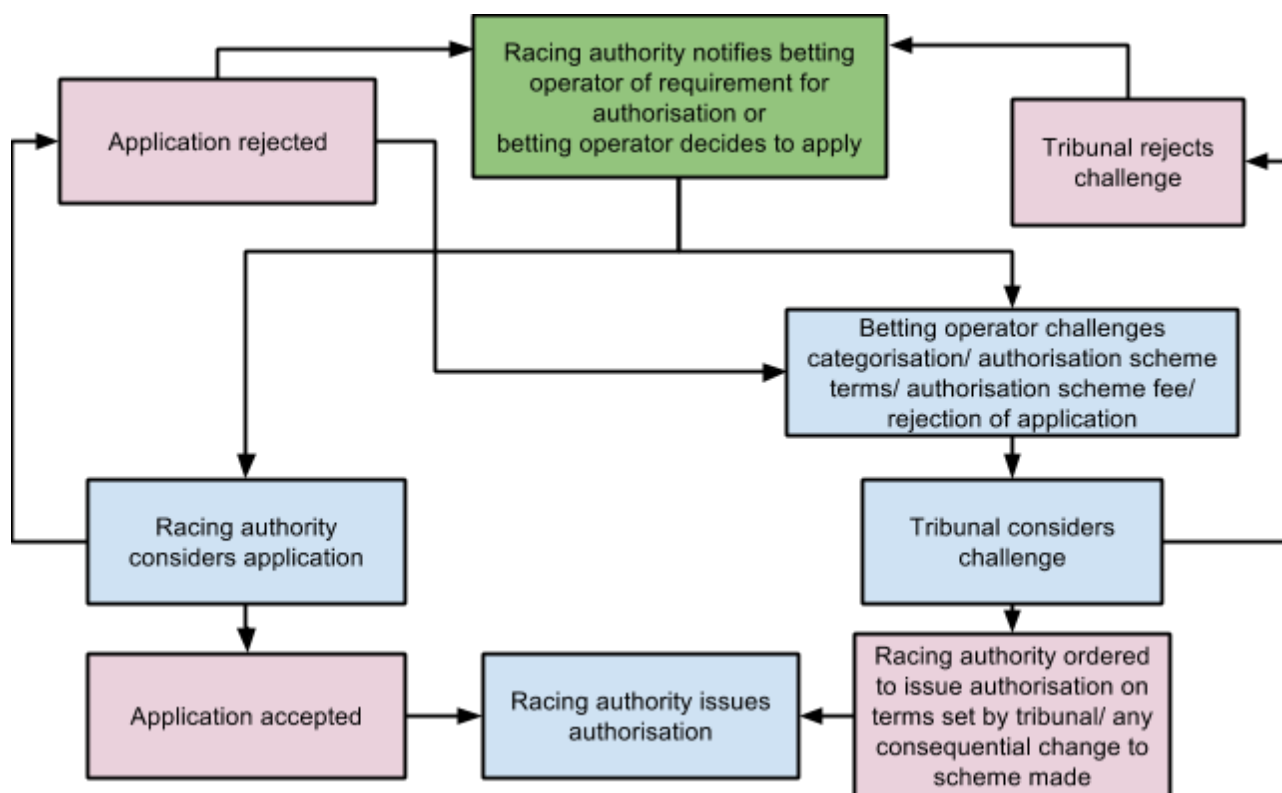 Racing authority notifies betting
operator of requirement for
authorisation or
betting operator decides to apply
Application rejected
Tribunal rejects
challenge
Betting operator challenges
categorisation/ authorisation scheme
terms/ authorisation scheme fee/
rejection of application
Racing authority
considers application
Tribunal considers
challenge
Application accepted
Racing authority issues
authorisation
Racing authority ordered
to issue authorisation on
terms set by tribunal/ any
consequential change to
scheme made